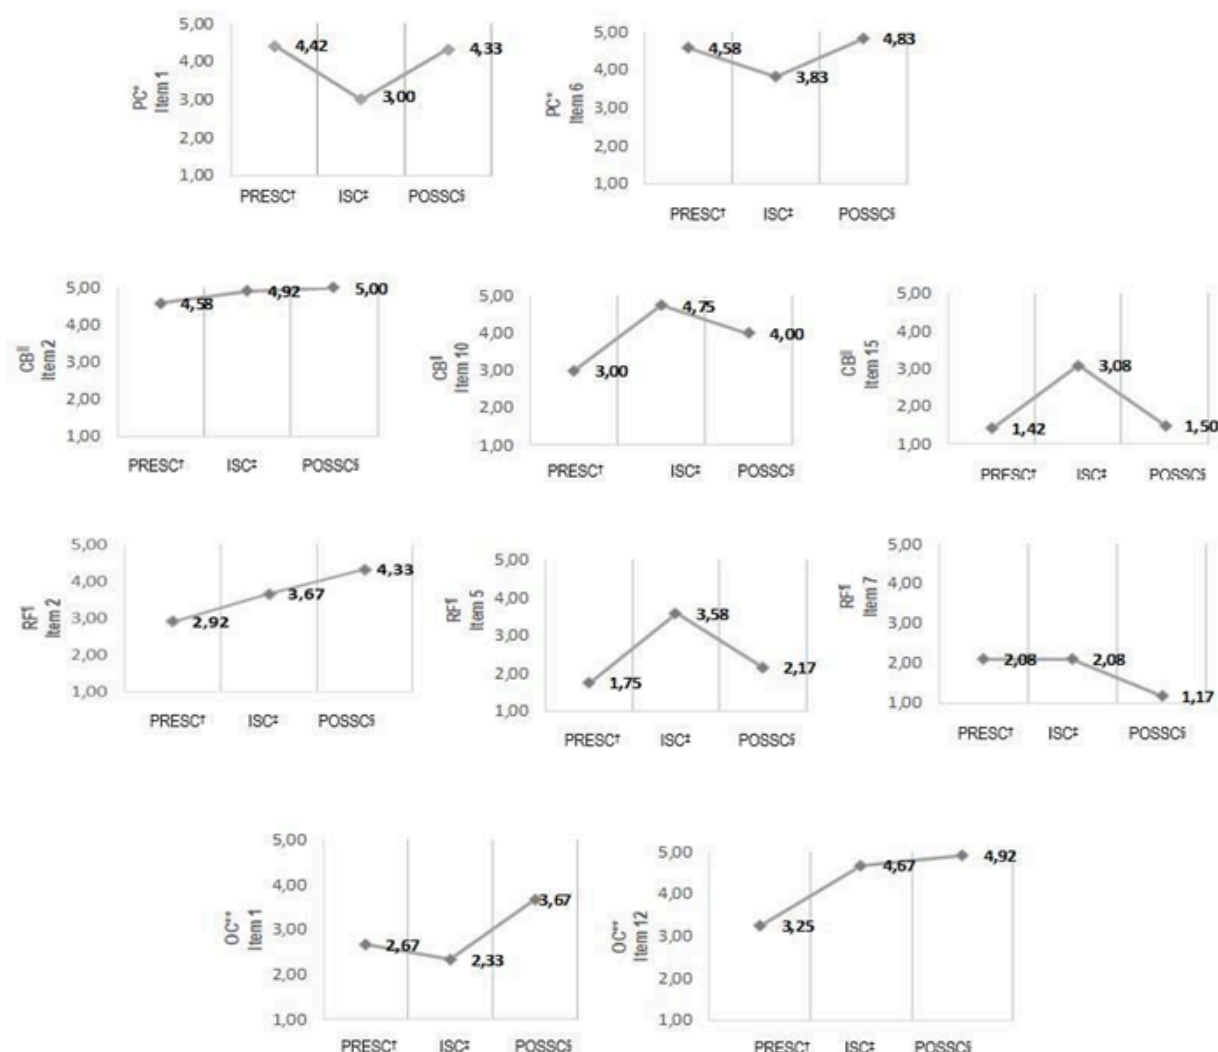 PC*
Item 1
5,00
4,00
3,00
2,00
1,00
4,42
3,00
4,33
PRESC† ISC‡ POSSC§
PC*
Item 6
5,00
4,00
3,00
2,00
1,00
4,58
3,83
4,83
PRESC† ISC‡ POSSC§
CB||
Item 2
5,00
4,00
3,00
2,00
1,00
4,58
4,92
5,00
PRESC† ISC‡ POSSC§
CB||
Item 10
5,00
4,00
3,00
2,00
1,00
3,00
4,75
4,00
PRESC† ISC‡ POSSC§
CB||
Item 15
5,00
4,00
3,00
2,00
1,00
1,42
3,08
1,50
PRESC† ISC‡ POSSC§
RF¶
Item 2
5,00
4,00
3,00
2,00
1,00
2,92
3,67
4,33
PRESC† ISC‡ POSSC§
RF¶
Item 5
5,00
4,00
3,00
2,00
1,00
1,75
3,58
2,17
PRESC† ISC‡ POSSC§
RF¶
Item 7
5,00
4,00
3,00
2,00
1,00
2,08
2,08
1,17
PRESC† ISC‡ POSSC§
OC**
Item 1
5,00
4,00
3,00
2,00
1,00
2,67
2,33
3,67
PRESC† ISC‡ POSSC§
OC**
Item 12
5,00
4,00
3,00
2,00
1,00
3,25
4,67
4,92
PRESC† ISC‡ POSSC§